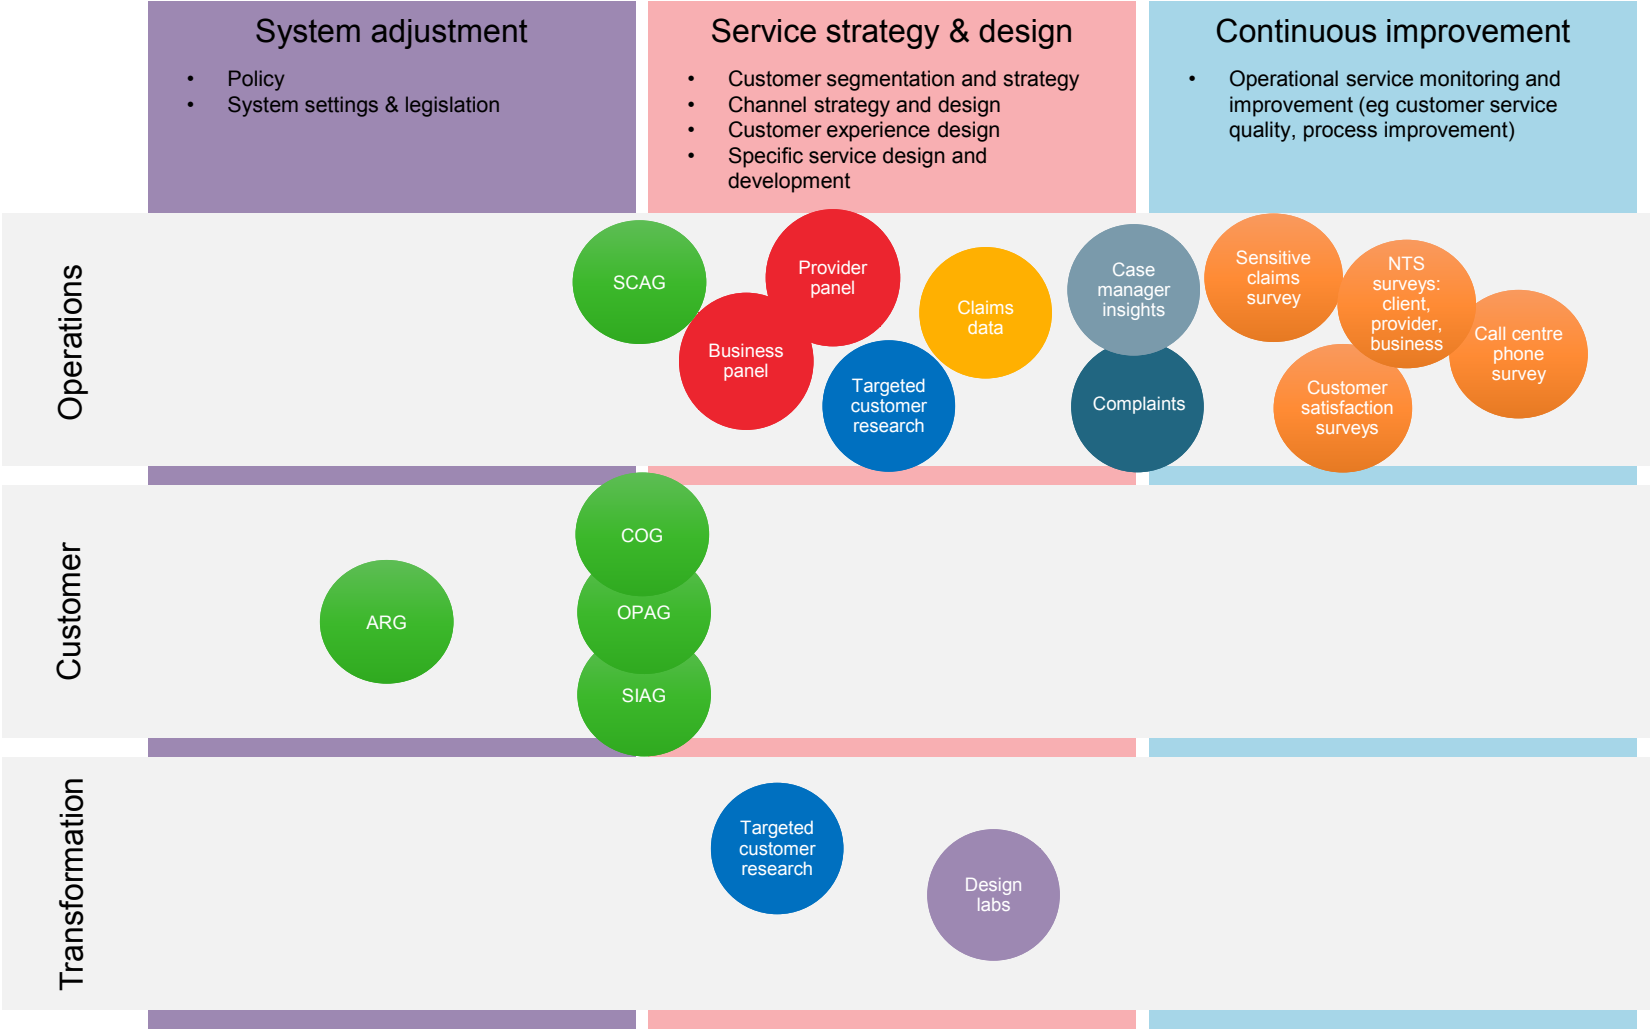 System adjustment
• Policy
• System settings & legislation
Service strategy & design
• Customer segmentation and strategy
• Channel strategy and design
• Customer experience design
• Specific service design and
development
Continuous improvement
• Operational service monitoring and
improvement (eg customer service
quality, process improvement)
Operations
SCAG
Business
panel
Provider
panel
Targeted
customer
research
Claims
data
Case
manager
insights
Complaints
Sensitive
claims
survey
Customer
satisfaction
surveys
NTS
surveys:
client,
provider,
business
Call centre
phone
survey
Customer
ARG
COG
OPAG
SIAG
Transformation
Targeted
customer
research
Design
labs